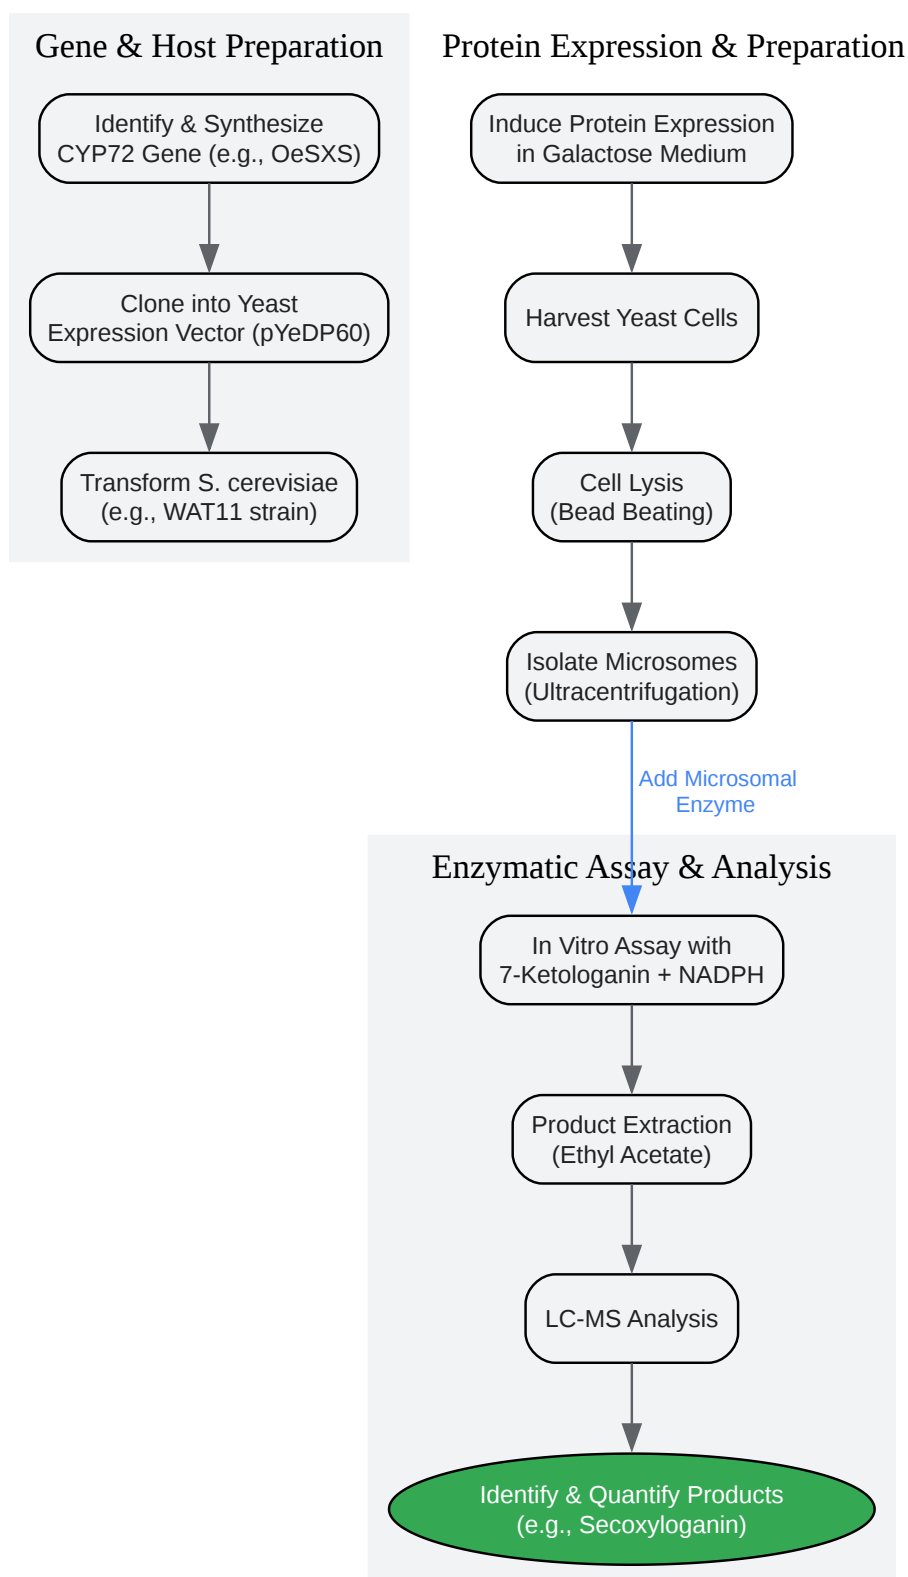 Gene & Host Preparation
Identify & Synthesize
CYP72 Gene (e.g., OeSXS)
Clone into Yeast
Expression Vector (pYeDP60)
Transform S. cerevisiae
(e.g., WAT11 strain)
Protein Expression & Preparation
Induce Protein Expression
in Galactose Medium
Harvest Yeast Cells
Cell Lysis
(Bead Beating)
Isolate Microsomes
(Ultracentrifugation)
Add Microsomal
Enzyme
Enzymatic Assay & Analysis
In Vitro Assay with
7-Ketologanin + NADPH
Product Extraction
(Ethyl Acetate)
LC-MS Analysis
Identify & Quantify Products
(e.g., Secoxyloganin)